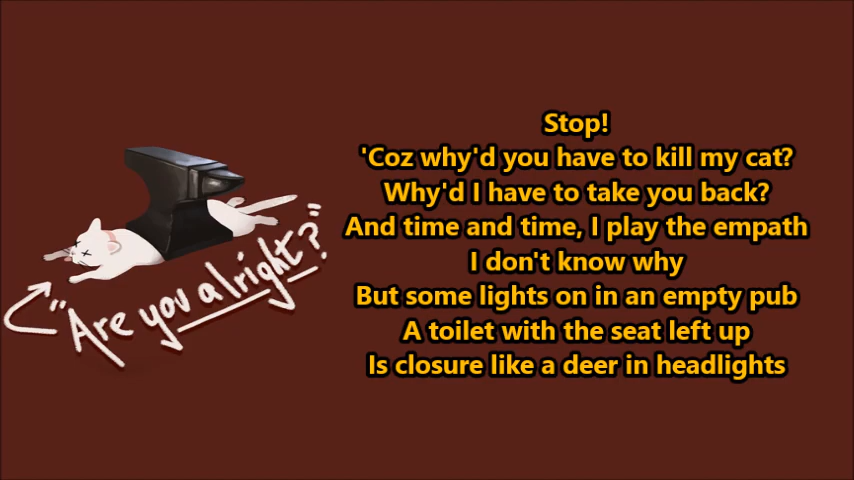 "Are you alright?"
Stop!
'Coz why'd you have to kill my cat?
Why'd I have to take you back?
And time and time, I play the empath
I don't know why
But some lights on in an empty pub
A toilet with the seat left up
Is closure like a deer in headlights